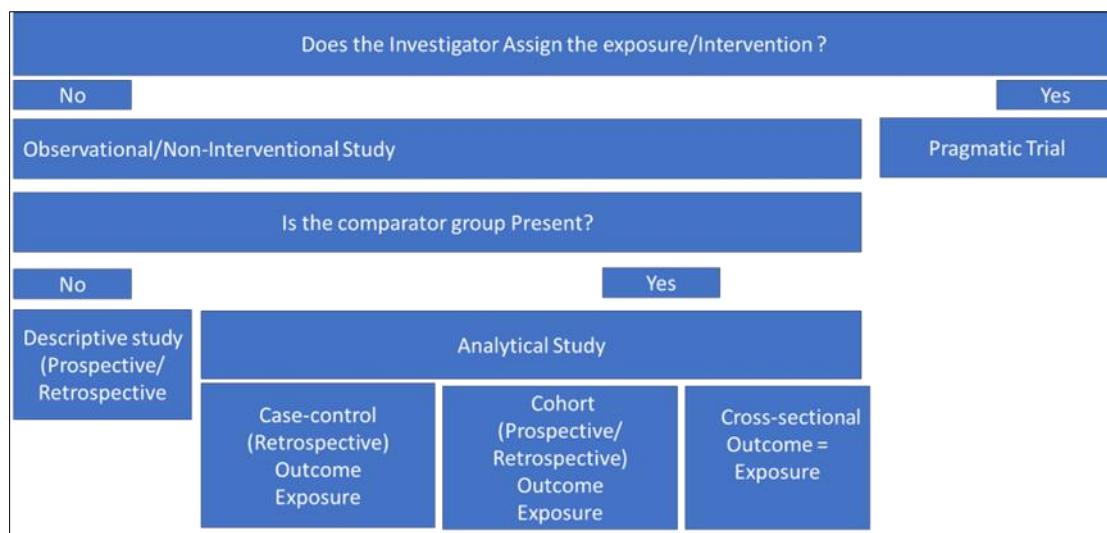 Does the Investigator Assign the exposure/Intervention ?
No
Yes
Observational/Non-Interventional Study
Pragmatic Trial
Is the comparator group Present?
No
Yes
Descriptive study
(Prospective/
Retrospective
Analytical Study
Case-control
(Retrospective)
Outcome
Exposure
Cohort
(Prospective/
Retrospective)
Outcome
Exposure
Cross-sectional
Outcome =
Exposure